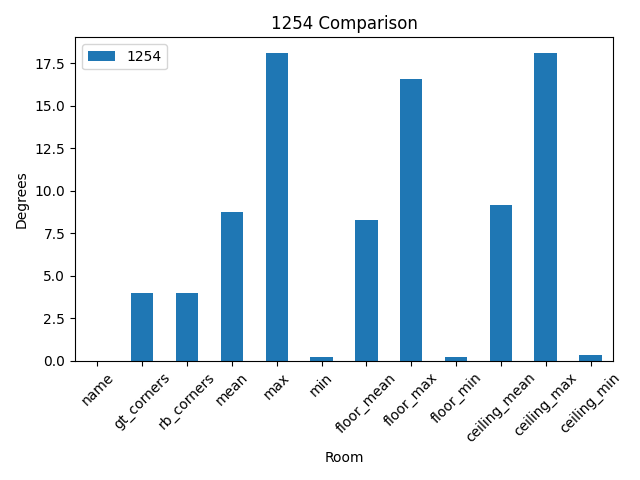 1254 Comparison
1254
17.5
15.0
12.5
10.0
7.5
5.0
2.5
0.0
Degrees
name
gt_corners
rb_corners
mean
max
min
floor_mean
floor_max
floor_min
ceiling_mean
ceiling_max
ceiling_min
Room